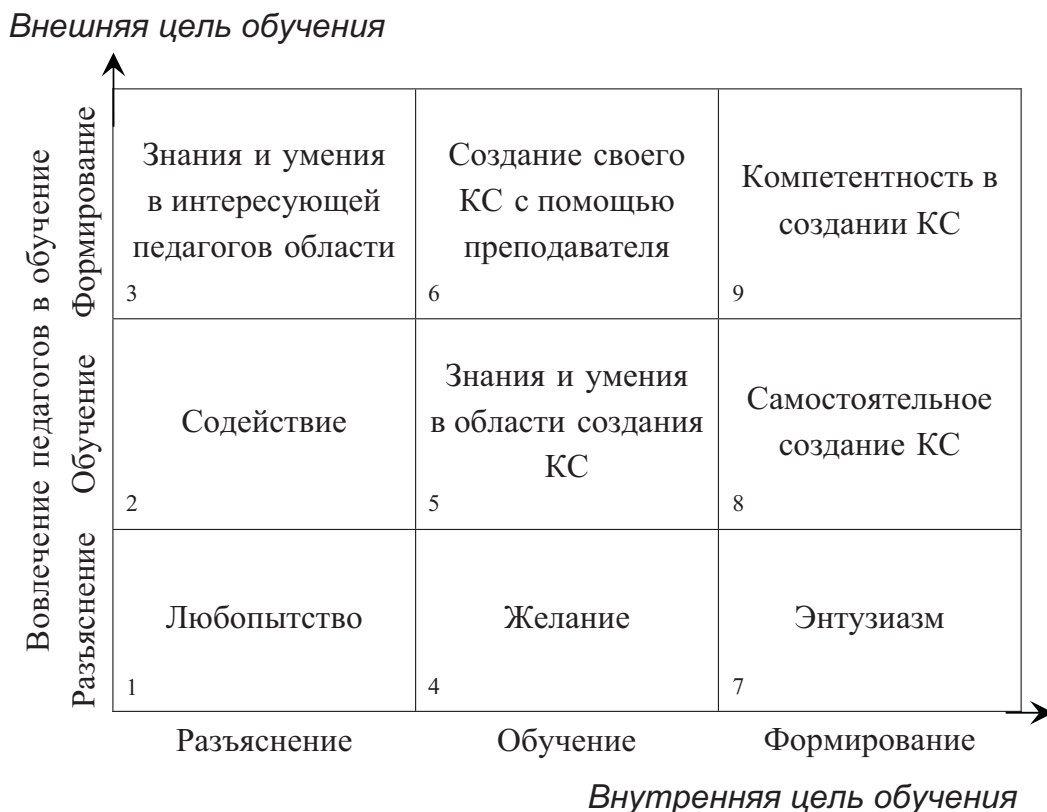 Внешняя цель обучения
Вовлечение педагогов в обучение
Формирование
Обучение
Разъяснение
Знания и умения
в интересующей
педагогов области
3
Создание своего
КС с помощью
преподавателя
6
Компетентность в
создании КС
9
Содействие
2
Знания и умения
в области создания
КС
5
Самостоятельное
создание КС
8
Любопытство
1
Желание
4
Энтузиазм
7
Разъяснение
Обучение
Формирование
Внутренняя цель обучения